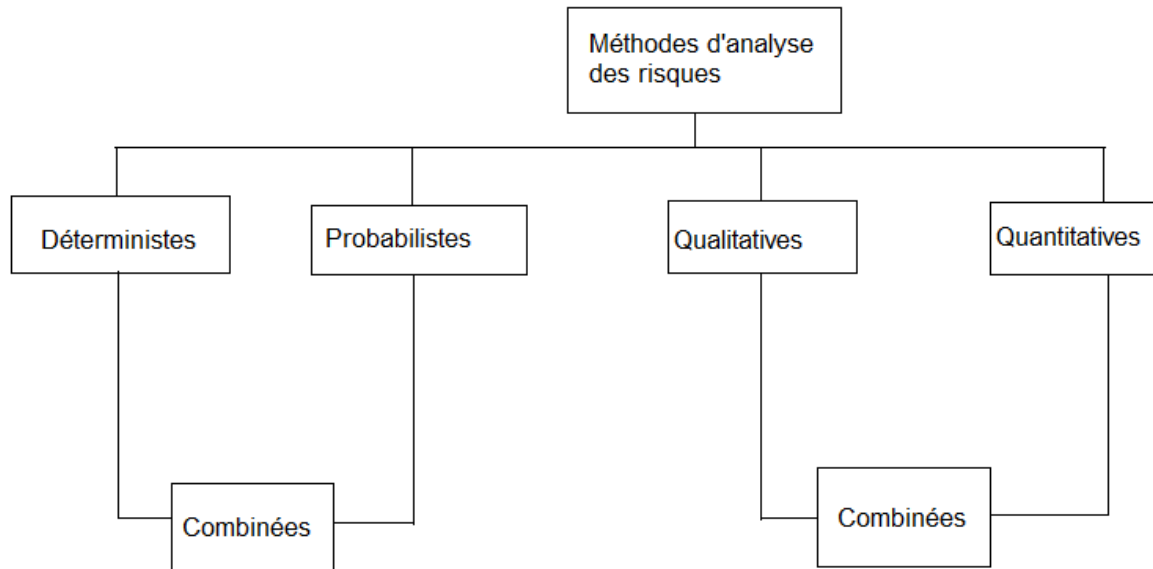 Méthodes d'analyse
des risques
Déterministes
Probabilistes
Qualitatives
Quantitatives
Combinées
Combinées